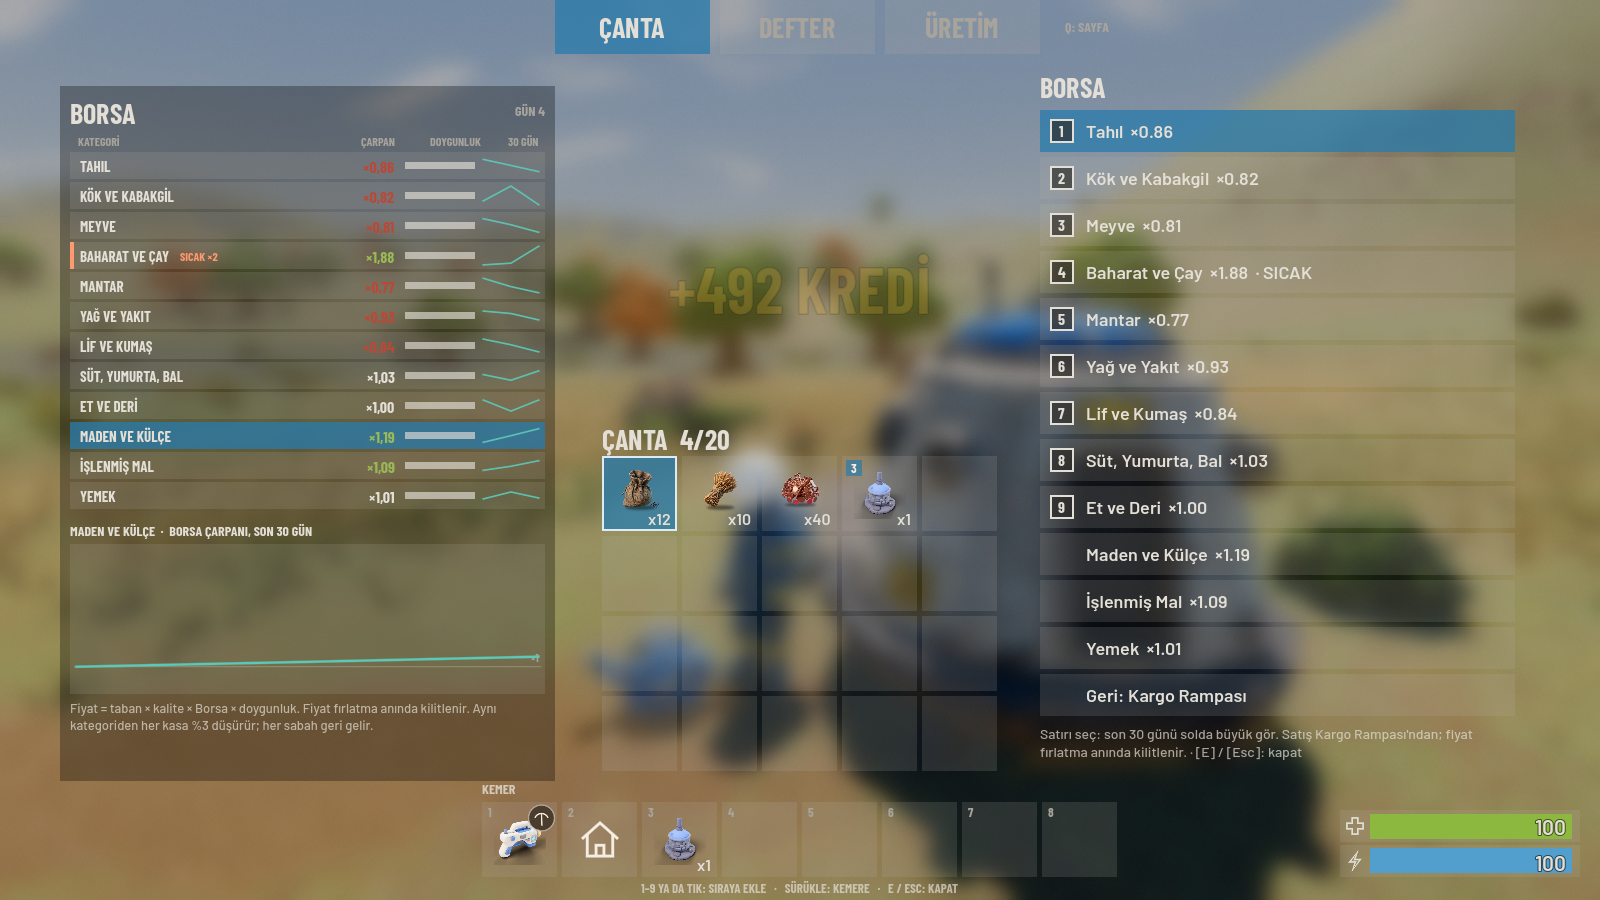 ÇANTA
DEFTER
ÜRETİM
Q: SAYFA
BORSA
GÜN 4
KATEGORİ ÇARPAN DOYGUNLUK 30 GÜN
TAHIL ×0,86
KÖK VE KABAKGİL ×0,82
MEYVE ×0,81
BAHARAT VE ÇAY SICAK ×2 ×1,88
MANTAR ×0,77
YAĞ VE YAKIT ×0,93
LİF VE KUMAŞ ×0,84
SÜT, YUMURTA, BAL ×1,03
ET VE DERİ ×1,00
MADEN VE KÜLÇE ×1,19
İŞLENMİŞ MAL ×1,09
YEMEK ×1,01
MADEN VE KÜLÇE · BORSA ÇARPANI, SON 30 GÜN
×1
Fiyat = taban × kalite × Borsa × doygunluk. Fiyat fırlatma anında kilitlenir. Aynı
kategoriden her kasa %3 düşürür; her sabah geri gelir.
+492 KREDİ
ÇANTA 4/20
x12
x10
x40
3
x1
BORSA
1 Tahıl ×0.86
2 Kök ve Kabakgil ×0.82
3 Meyve ×0.81
4 Baharat ve Çay ×1.88 · SICAK
5 Mantar ×0.77
6 Yağ ve Yakıt ×0.93
7 Lif ve Kumaş ×0.84
8 Süt, Yumurta, Bal ×1.03
9 Et ve Deri ×1.00
Maden ve Külçe ×1.19
İşlenmiş Mal ×1.09
Yemek ×1.01
Geri: Kargo Rampası
Satırı seç: son 30 günü solda büyük gör. Satış Kargo Rampası'ndan; fiyat
fırlatma anında kilitlenir. · [E] / [Esc]: kapat
KEMER
1
2
3
x1
4
5
6
7
8
1-9 YA DA TIK: SIRAYA EKLE · SÜRÜKLE: KEMERE · E / ESC: KAPAT
100
100